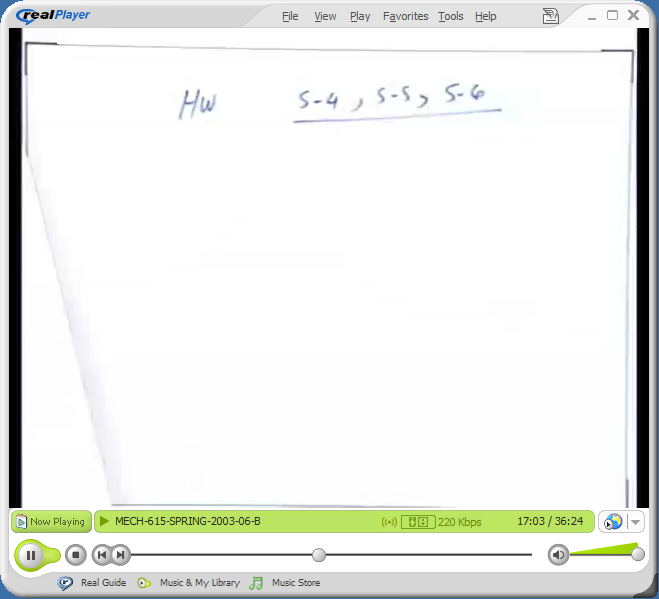 realPlayer File View Play Favorites Tools Help
HW 5-4, 5-5, 5-6
Now Playing MECH-615-SPRING-2003-06-B 220 Kbps 17:03 / 36:24
Real Guide Music & My Library Music Store